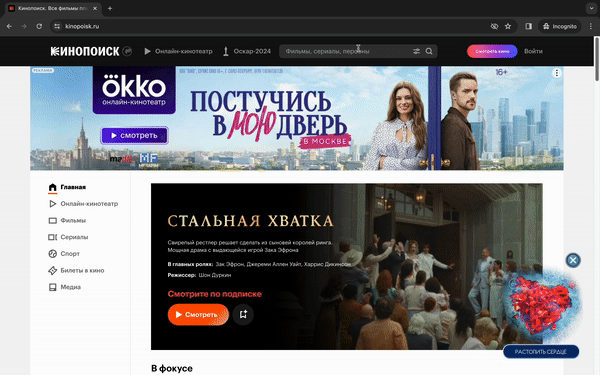 Кинопоиск. Все фильмы пла
Incognito
kinopoisk.ru
КИНОПОИСК
Онлайн-кинотеатр
Оскар-2024
Фильмы, сериалы, персоны
Смотреть кино
Войти
РЕКЛАМА
16+
ökko
ОНЛАЙН-КИНОТЕАТР
СМОТРЕТЬ
ПОСТУЧИСЬ
В МОЮ ДВЕРЬ
В МОСКВЕ
Главная
Онлайн-кинотеатр
Фильмы
Сериалы
Спорт
Билеты в кино
Медиа
СТАЛЬНАЯ ХВАТКА
Свирепый рестлер решает сделать из сыновей королей ринга.
Мощная драма с выдающейся игрой Зака Эфрона
В главных ролях: Зак Эфрон, Джереми Аллен Уайт, Харрис Дикинсон
Режиссер: Шон Дуркин
Смотрите по подписке
Смотреть
РАСТОПИТЬ СЕРДЦЕ
В фокусе